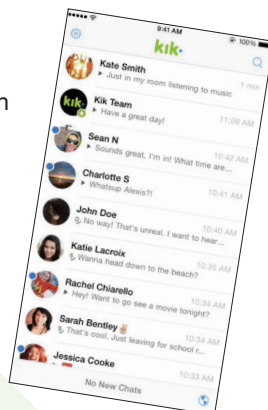 9:41 AM
100%
kik·
Kate Smith
1 min
Just in my room listening to music
Kik Team
11:08 AM
Have a great day!
Sean N
10:42 AM
Sounds great, I'm in! What time are...
Charlotte S
10:41 AM
Whatsup Alexis?!
John Doe
10:40 AM
No way! That's unreal. I want to hear...
Katie Lacroix
10:35 AM
Wanna head down to the beach?
Rachel Chiarello
10:34 AM
Hey! Want to go see a movie tonight?
Sarah Bentley✌
10:34 AM
That's cool. Just leaving for school r...
Jessica Cooke
10:33 AM
No New Chats